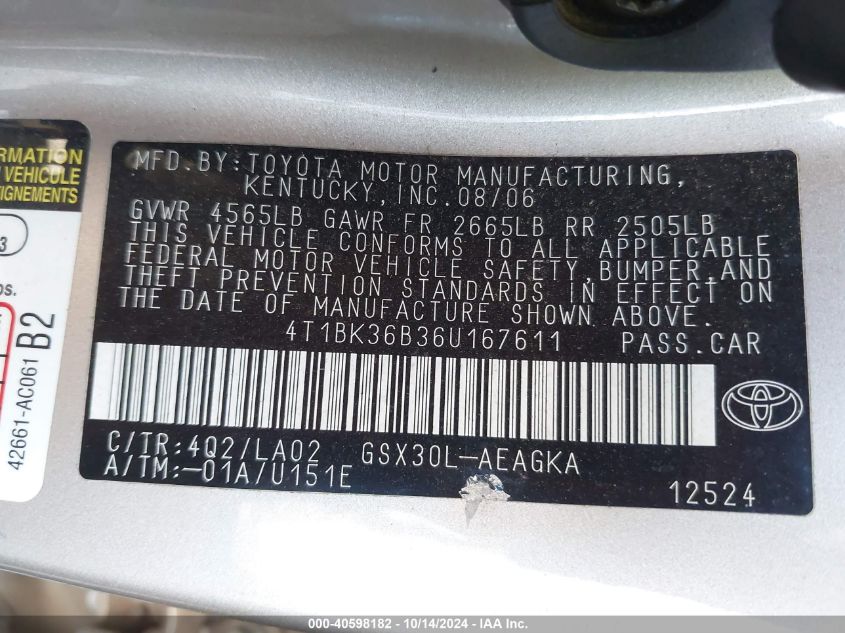 RMATION
VEHICLE
TIGNEMENTS
3
os.
42661-AC061
B2
MFD.BY:TOYOTA MOTOR MANUFACTURING,
KENTUCKY,INC.08/06
GVWR 4565LB GAWR FR 2665LB RR 2505LB
THIS VEHICLE CONFORMS TO ALL APPLICABLE
FEDERAL MOTOR VEHICLE SAFETY,BUMPER,AND
THEFT PREVENTION STANDARDS IN EFFECT ON
THE DATE OF MANUFACTURE SHOWN ABOVE.
4T1BK36B36U167611 PASS.CAR
C/TR:4Q2/LA02 GSX30L-AEAGKA
A/TM:-01A/U151E
12524
000-40598182 - 10/14/2024 - IAA Inc.